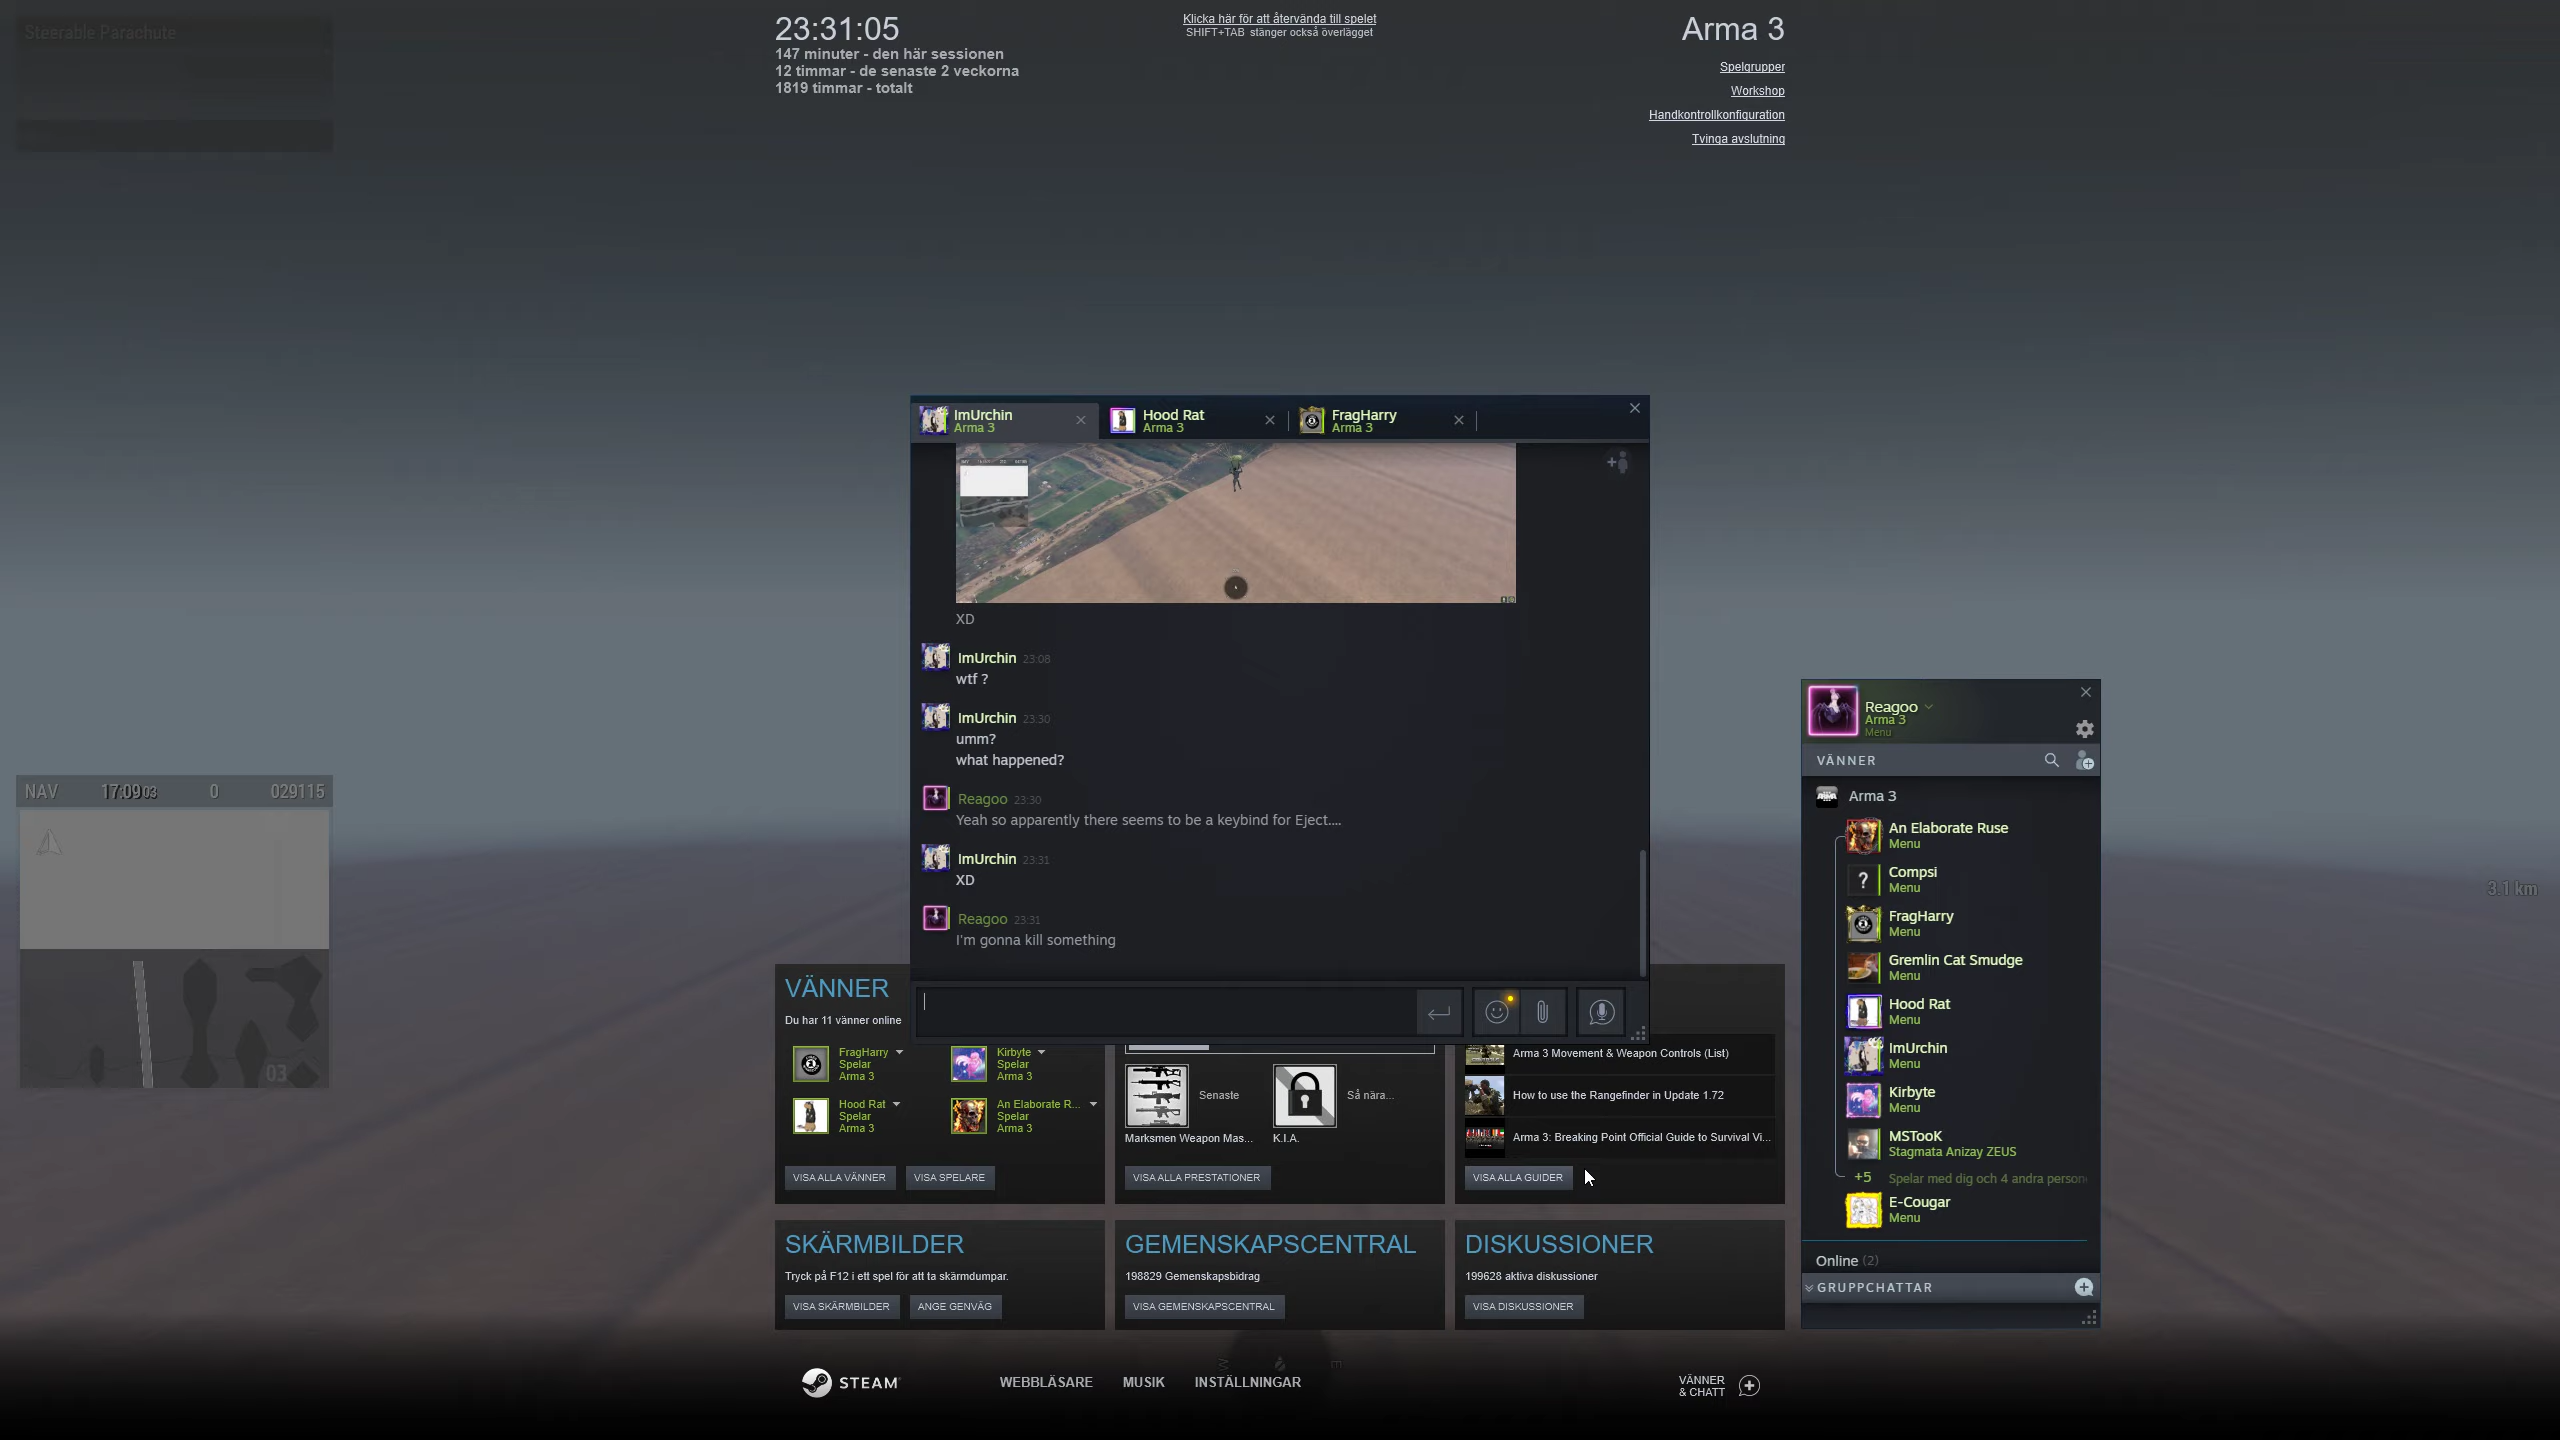 Steerable Parachute
23:31:05
147 minuter - den här sessionen
12 timmar - de senaste 2 veckorna
1819 timmar - totalt
Klicka här för att återvända till spelet
SHIFT+TAB stänger också överlägget
Arma 3
Spelgrupper
Workshop
Handkontrollkonfiguration
Tvinga avslutning
ImUrchin
Arma 3
Hood Rat
Arma 3
FragHarry
Arma 3
XD
ImUrchin 23:08
wtf ?
ImUrchin 23:30
umm?
what happened?
Reagoo 23:30
Yeah so apparently there seems to be a keybind for Eject....
ImUrchin 23:31
XD
Reagoo 23:31
I'm gonna kill something
NAV 17:09:03 0 029115
03
3.1 km
Reagoo
Arma 3
Menu
VÄNNER
Arma 3
An Elaborate Ruse
Menu
Compsi
Menu
FragHarry
Menu
Gremlin Cat Smudge
Menu
Hood Rat
Menu
ImUrchin
Menu
Kirbyte
Menu
MSTooK
Stagmata Anizay ZEUS
+5 Spelar med dig och 4 andra person
E-Cougar
Menu
Online (2)
GRUPPCHATTAR
VÄNNER
Du har 11 vänner online
FragHarry
Spelar
Arma 3
Kirbyte
Spelar
Arma 3
Hood Rat
Spelar
Arma 3
An Elaborate R...
Spelar
Arma 3
VISA ALLA VÄNNER
VISA SPELARE
Senaste
Så nära...
Marksmen Weapon Mas...
K.I.A.
VISA ALLA PRESTATIONER
Arma 3 Movement & Weapon Controls (List)
How to use the Rangefinder in Update 1.72
Arma 3: Breaking Point Official Guide to Survival Vi...
VISA ALLA GUIDER
SKÄRMBILDER
Tryck på F12 i ett spel för att ta skärmdumpar.
VISA SKÄRMBILDER
ANGE GENVÄG
GEMENSKAPSCENTRAL
198829 Gemenskapsbidrag
VISA GEMENSKAPSCENTRAL
DISKUSSIONER
199628 aktiva diskussioner
VISA DISKUSSIONER
W E
STEAM
WEBBLÄSARE
MUSIK
INSTÄLLNINGAR
VÄNNER
& CHATT